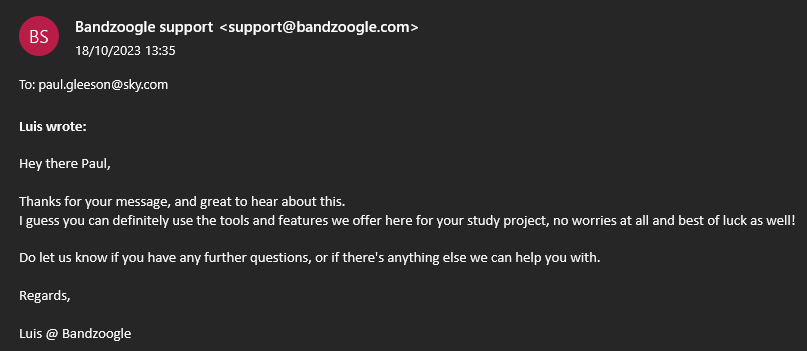 BS
Bandzoogle support <support@bandzoogle.com>
18/10/2023 13:35
To: paul.gleeson@sky.com
Luis wrote:
Hey there Paul,
Thanks for your message, and great to hear about this.
I guess you can definitely use the tools and features we offer here for your study project, no worries at all and best of luck as well!
Do let us know if you have any further questions, or if there's anything else we can help you with.
Regards,
Luis @ Bandzoogle